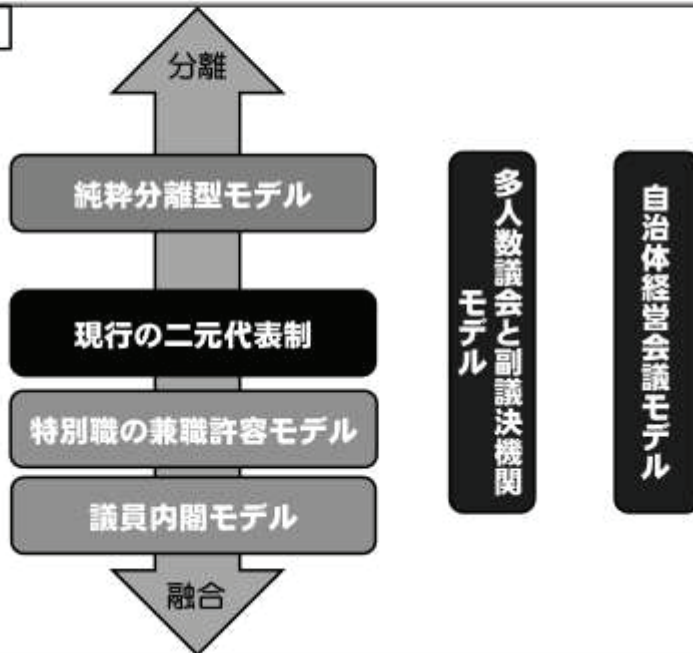 分離
純粋分離型モデル
現行の二元代表制
特別職の兼職許容モデル
議員内閣モデル
融合
多人数議会と副議決機関
モデル
自治体経営会議モデル